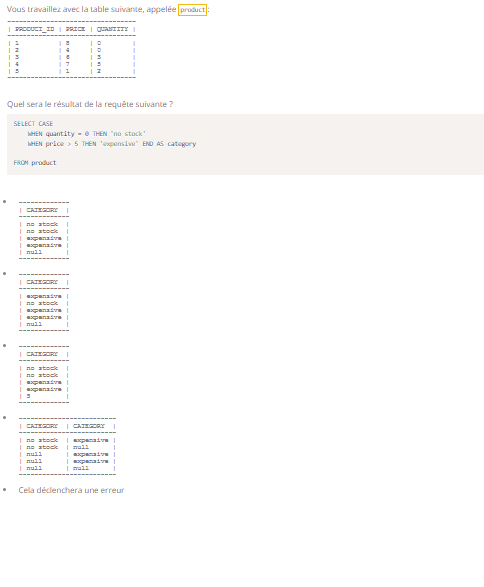 Vous travaillez avec la table suivante, appelée product:
---------------------------------
| PRODUCT_ID | PRICE | QUANTITY |
---------------------------------
| 1 | 8 | 0 |
| 2 | 4 | 0 |
| 3 | 6 | 3 |
| 4 | 7 | 5 |
| 5 | 1 | 2 |
---------------------------------
Quel sera le résultat de la requête suivante ?
SELECT CASE
WHEN quantity = 0 THEN 'no stock'
WHEN price > 5 THEN 'expensive' END AS category
FROM product
-------------
| CATEGORY |
-------------
| no stock |
| no stock |
| expensive |
| expensive |
| null |
-------------
-------------
| CATEGORY |
-------------
| expensive |
| no stock |
| expensive |
| expensive |
| null |
-------------
-------------
| CATEGORY |
-------------
| no stock |
| no stock |
| expensive |
| expensive |
| 5 |
-------------
-------------------------
| CATEGORY | CATEGORY |
-------------------------
| no stock | expensive |
| no stock | null |
| null | expensive |
| null | expensive |
| null | null |
-------------------------
Cela déclenchera une erreur